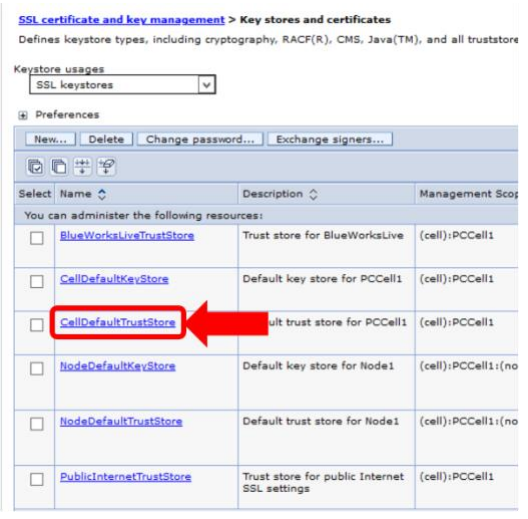 SSL certificate and key management > Key stores and certificates
Defines keystore types, including cryptography, RACF(R), CMS, Java(TM), and all truststore
Keystore usages
SSL keystores
Preferences
New... Delete Change password... Exchange signers...
Select Name Description Management Scop
You can administer the following resources:
BlueWorksLiveTrustStore Trust store for BlueWorksLive (cell):PCCell1
CellDefaultKeyStore Default key store for PCCell1 (cell):PCCell1
CellDefaultTrustStore ult trust store for PCCell1 (cell):PCCell1
NodeDefaultKeyStore Default key store for Node1 (cell):PCCell1:(no
NodeDefaultTrustStore Default trust store for Node1 (cell):PCCell1:(no
PublicInternetTrustStore Trust store for public Internet (cell):PCCell1
SSL settings